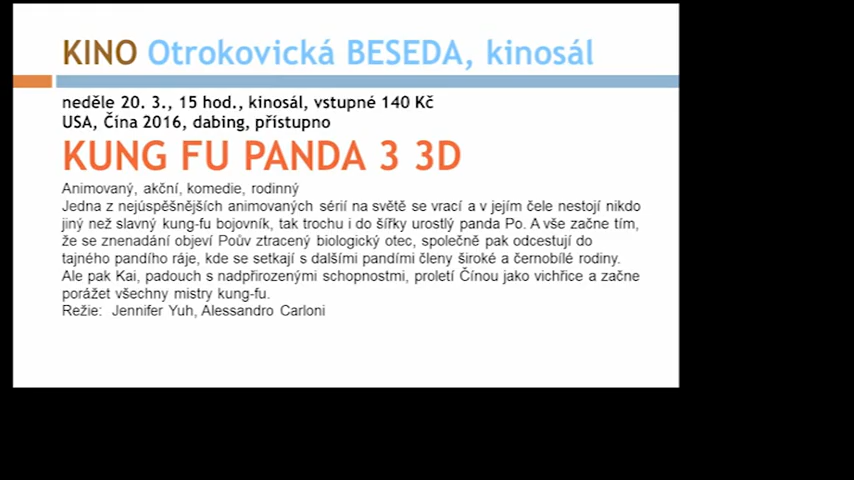 KINO Otrokovická BESEDA, kinosál
neděle 20. 3., 15 hod., kinosál, vstupné 140 Kč
USA, Čína 2016, dabing, přístupno
KUNG FU PANDA 3 3D
Animovaný, akční, komedie, rodinný
Jedna z nejúspěšnějších animovaných sérií na světě se vrací a v jejím čele nestojí nikdo
jiný než slavný kung-fu bojovník, tak trochu i do šířky urostlý panda Po. A vše začne tím,
že se znenadání objeví Poův ztracený biologický otec, společně pak odcestují do
tajného pandího ráje, kde se setkají s dalšími pandími členy široké a černobílé rodiny.
Ale pak Kai, padouch s nadpřirozenými schopnostmi, proletí Čínou jako vichřice a začne
porážet všechny mistry kung-fu.
Režie: Jennifer Yuh, Alessandro Carloni